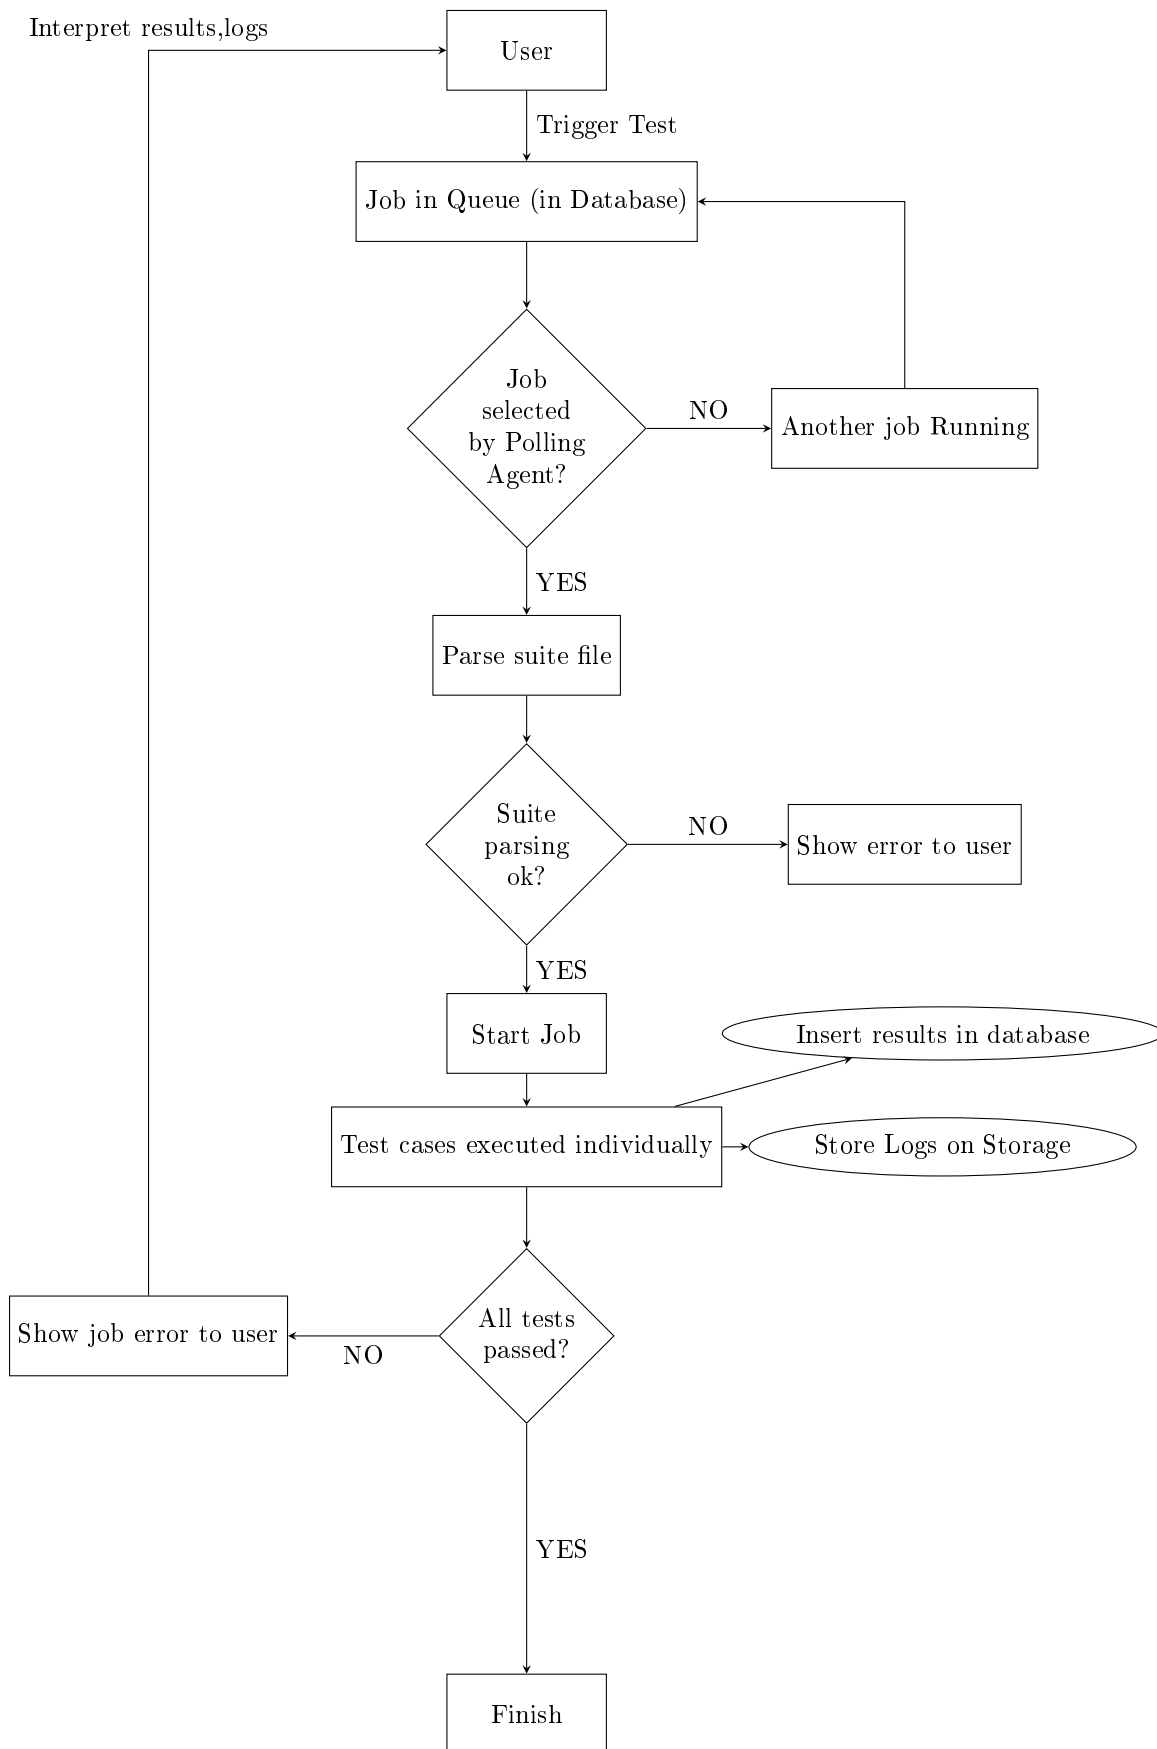 Interpret results,logs
User
Trigger Test
Job in Queue (in Database)
Job
selected
by Polling
Agent?
NO
Another job Running
YES
Parse suite file
Suite
parsing
ok?
NO
Show error to user
YES
Start Job
Insert results in database
Test cases executed individually
Store Logs on Storage
All tests
passed?
Show job error to user
NO
YES
Finish